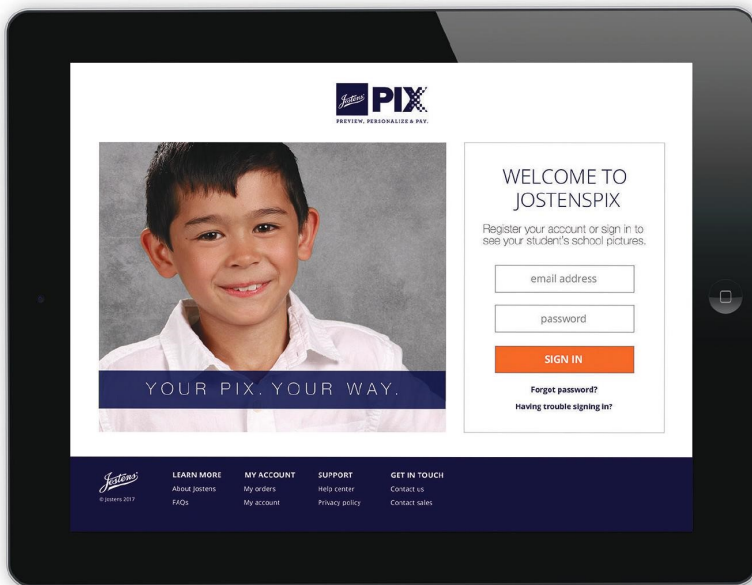 Jostens PIX
PREVIEW, PERSONALIZE & PAY.
YOUR PIX. YOUR WAY.
WELCOME TO
JOSTENSPIX
Register your account or sign in to
see your student's school pictures.
email address
password
SIGN IN
Forgot password?
Having trouble signing in?
Jostens
© Jostens 2017
LEARN MORE
About Jostens
FAQs
MY ACCOUNT
My orders
My account
SUPPORT
Help center
Privacy policy
GET IN TOUCH
Contact us
Contact sales